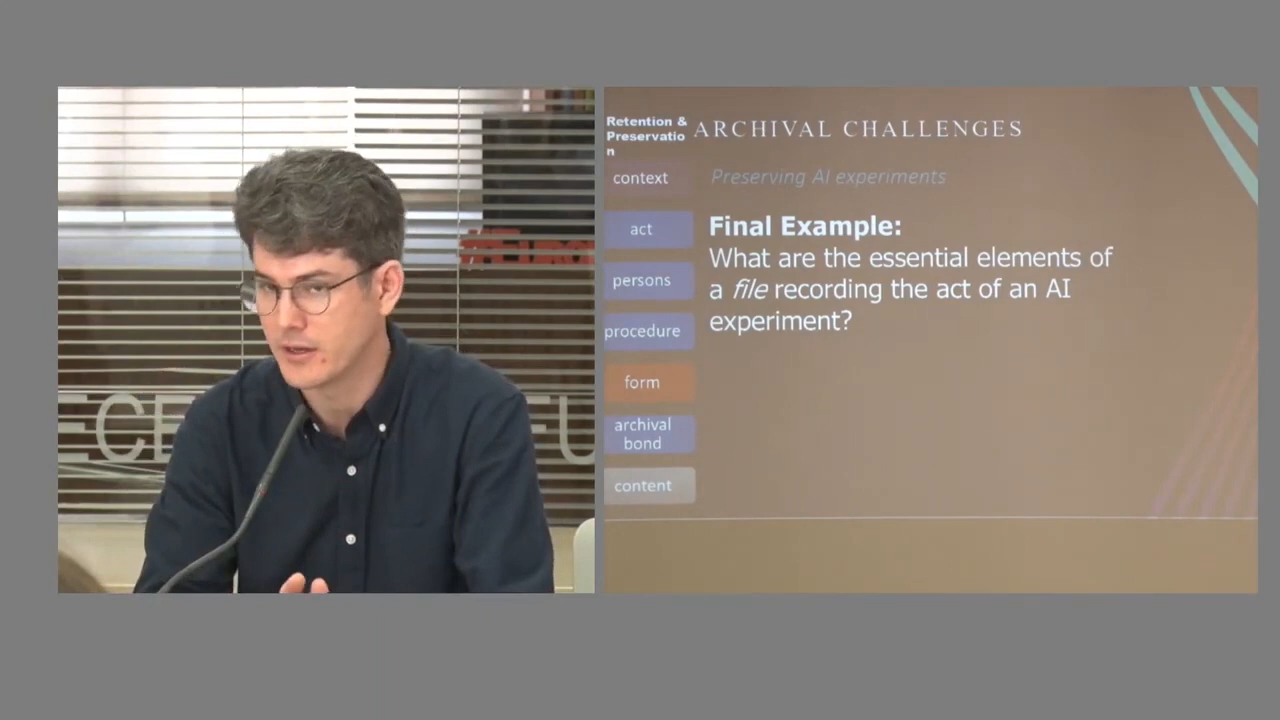 Retention &
Preservatio
n
ARCHIVAL CHALLENGES
context
Preserving AI experiments
act
persons
procedure
form
archival
bond
content
Final Example:
What are the essential elements of
a file recording the act of an AI
experiment?